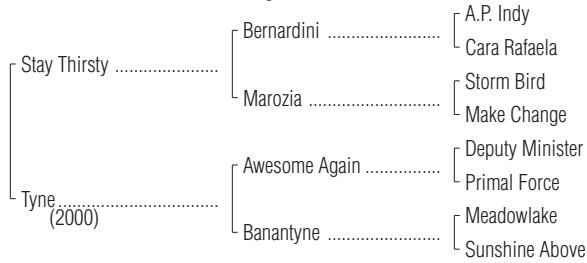 A.P. Indy
Bernardini ....................
Cara Rafaela
Stay Thirsty ....................
Storm Bird
Marozia ........................
Make Change
Deputy Minister
Awesome Again ..............
Primal Force
Tyne...............................
(2000)
Meadowlake
Banantyne .....................
Sunshine Above